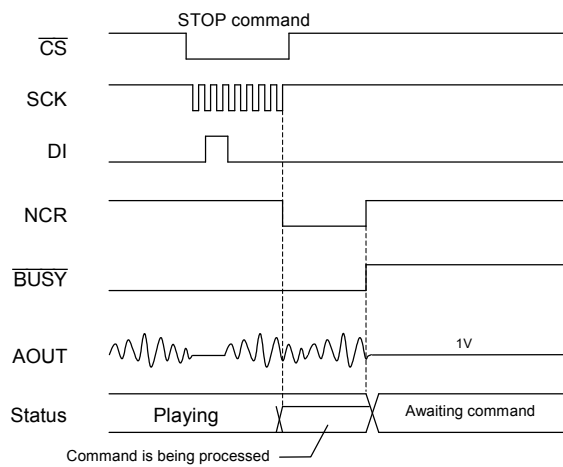 STOP command
CS
SCK
DI
NCR
BUSY
AOUT
1V
Status
Playing
Awaiting command
Command is being processed